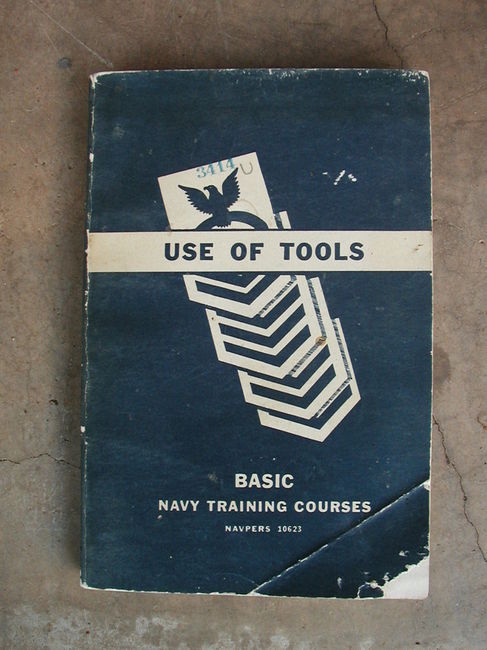 3414 U
USE OF TOOLS
BASIC
NAVY TRAINING COURSES
NAVPERS 10623